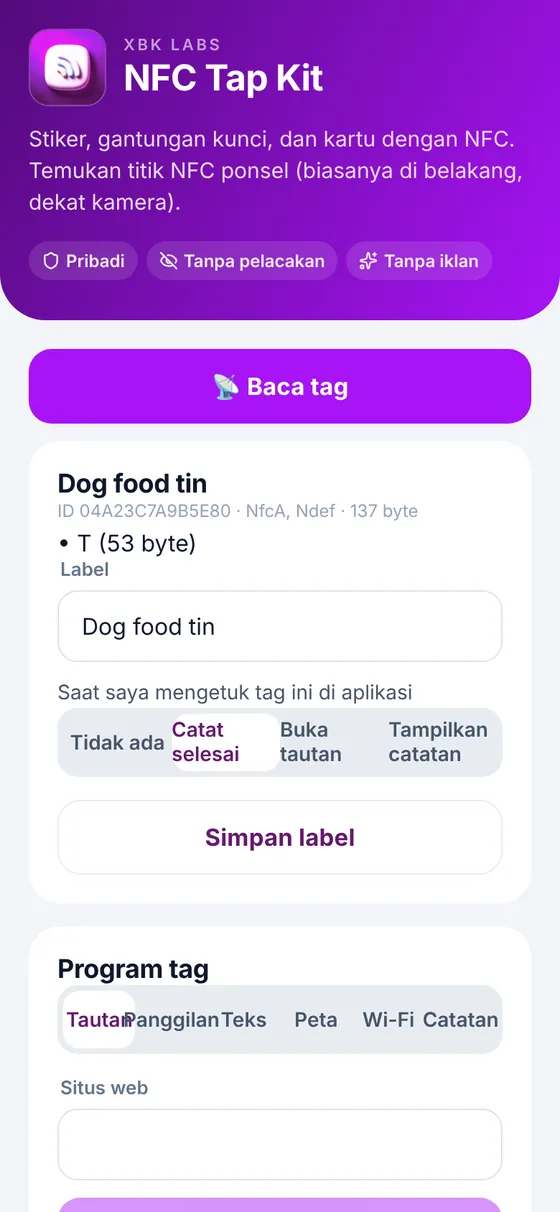 XBK LABS
NFC Tap Kit
Stiker, gantungan kunci, dan kartu dengan NFC.
Temukan titik NFC ponsel (biasanya di belakang,
dekat kamera).
Pribadi
Tanpa pelacakan
Tanpa iklan
Baca tag
Dog food tin
ID 04A23C7A9B5E80 · NfcA, Ndef · 137 byte
• T (53 byte)
Label
Dog food tin
Saat saya mengetuk tag ini di aplikasi
Tidak ada
Catat
selesai
Buka
tautan
Tampilkan
catatan
Simpan label
Program tag
Tautan
Panggilan
Teks
Peta
Wi-Fi
Catatan
Situs web